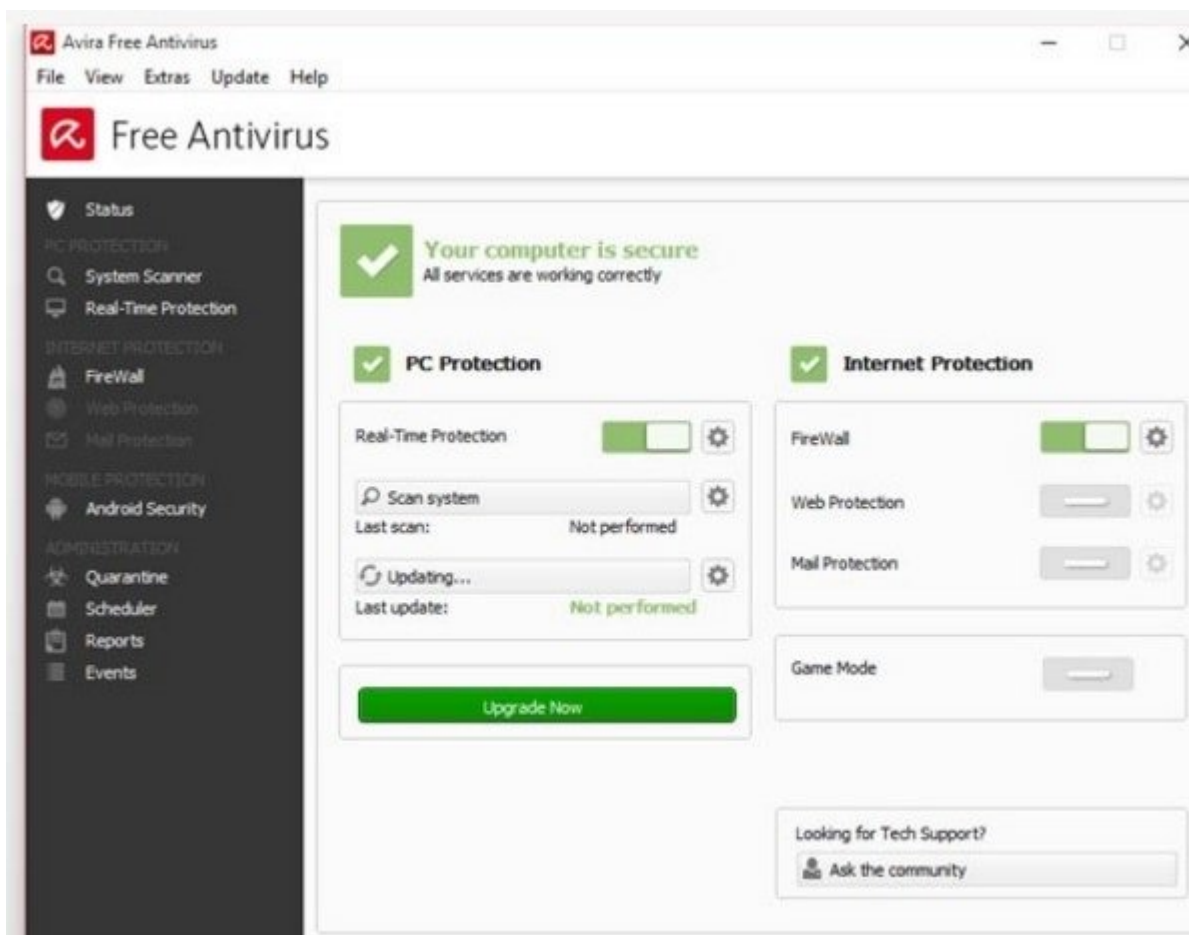 Avira Free Antivirus
File View Extras Update Help
Free Antivirus
Status
PC PROTECTION
System Scanner
Real-Time Protection
INTERNET PROTECTION
FireWall
Web Protection
Mail Protection
MOBILE PROTECTION
Android Security
ADMINISTRATION
Quarantine
Scheduler
Reports
Events
Your computer is secure
All services are working correctly
PC Protection
Real-Time Protection
Scan system
Last scan: Not performed
Updating...
Last update: Not performed
Upgrade Now
Internet Protection
FireWall
Web Protection
Mail Protection
Game Mode
Looking for Tech Support?
Ask the community